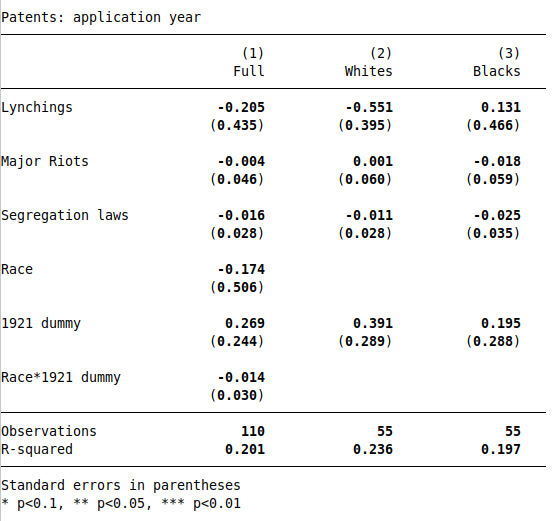 Patents: application year
(1) (2) (3)
Full Whites Blacks
Lynchings -0.205 -0.551 0.131
(0.435) (0.395) (0.466)
Major Riots -0.004 0.001 -0.018
(0.046) (0.060) (0.059)
Segregation laws -0.016 -0.011 -0.025
(0.028) (0.028) (0.035)
Race -0.174
(0.506)
1921 dummy 0.269 0.391 0.195
(0.244) (0.289) (0.288)
Race*1921 dummy -0.014
(0.030)
Observations 110 55 55
R-squared 0.201 0.236 0.197
Standard errors in parentheses
* p<0.1, ** p<0.05, *** p<0.01